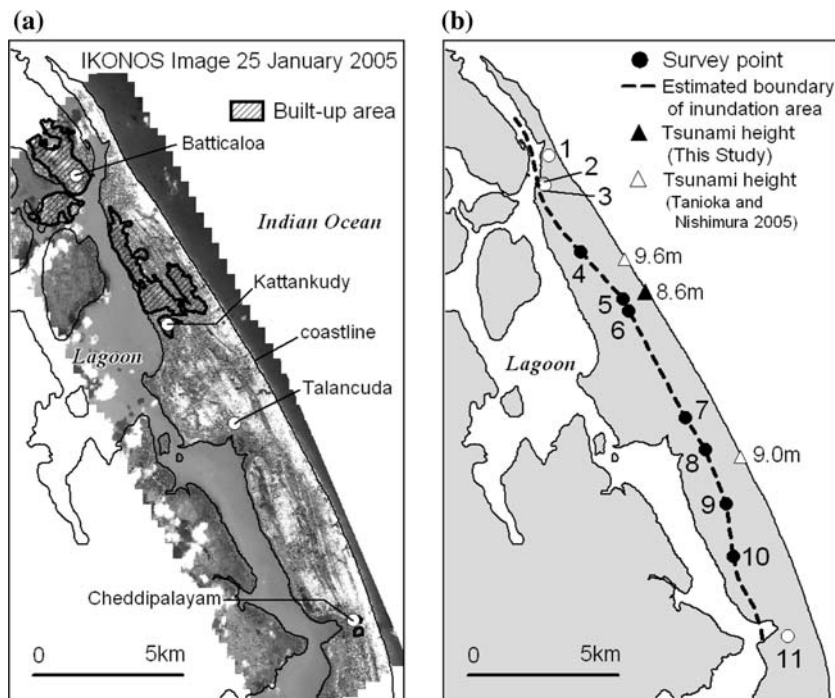 (a)
IKONOS Image 25 January 2005
Built-up area
Batticaloa
Indian Ocean
Kattankudy
coastline
Lagoon
Talancuda
Cheddipalayam
0 5km
(b)
Survey point
Estimated boundary
of inundation area
Tsunami height
(This Study)
Tsunami height
(Tanioka and
Nishimura 2005)
1
2
3
4
9.6m
5
8.6m
6
Lagoon
7
8
9.0m
9
10
11
0 5km